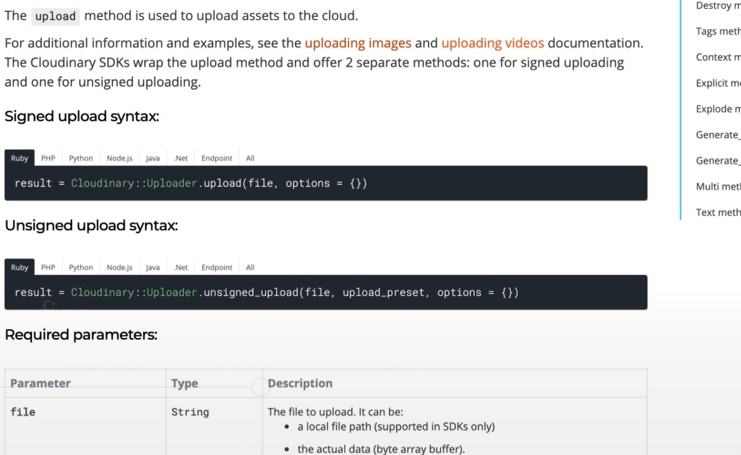 The upload method is used to upload assets to the cloud.
For additional information and examples, see the uploading images and uploading videos documentation.
The Cloudinary SDKs wrap the upload method and offer 2 separate methods: one for signed uploading
and one for unsigned uploading.
Signed upload syntax:
Ruby PHP Python Node.js Java .Net Endpoint All
result = Cloudinary::Uploader.upload(file, options = {})
Unsigned upload syntax:
Ruby PHP Python Node.js Java .Net Endpoint All
result = Cloudinary::Uploader.unsigned_upload(file, upload_preset, options = {})
Required parameters:
Parameter Type Description
file String The file to upload. It can be:
• a local file path (supported in SDKs only)
• the actual data (byte array buffer).
Destroy m
Tags meth
Context m
Explicit me
Explode m
Generate_
Generate_
Multi meth
Text meth